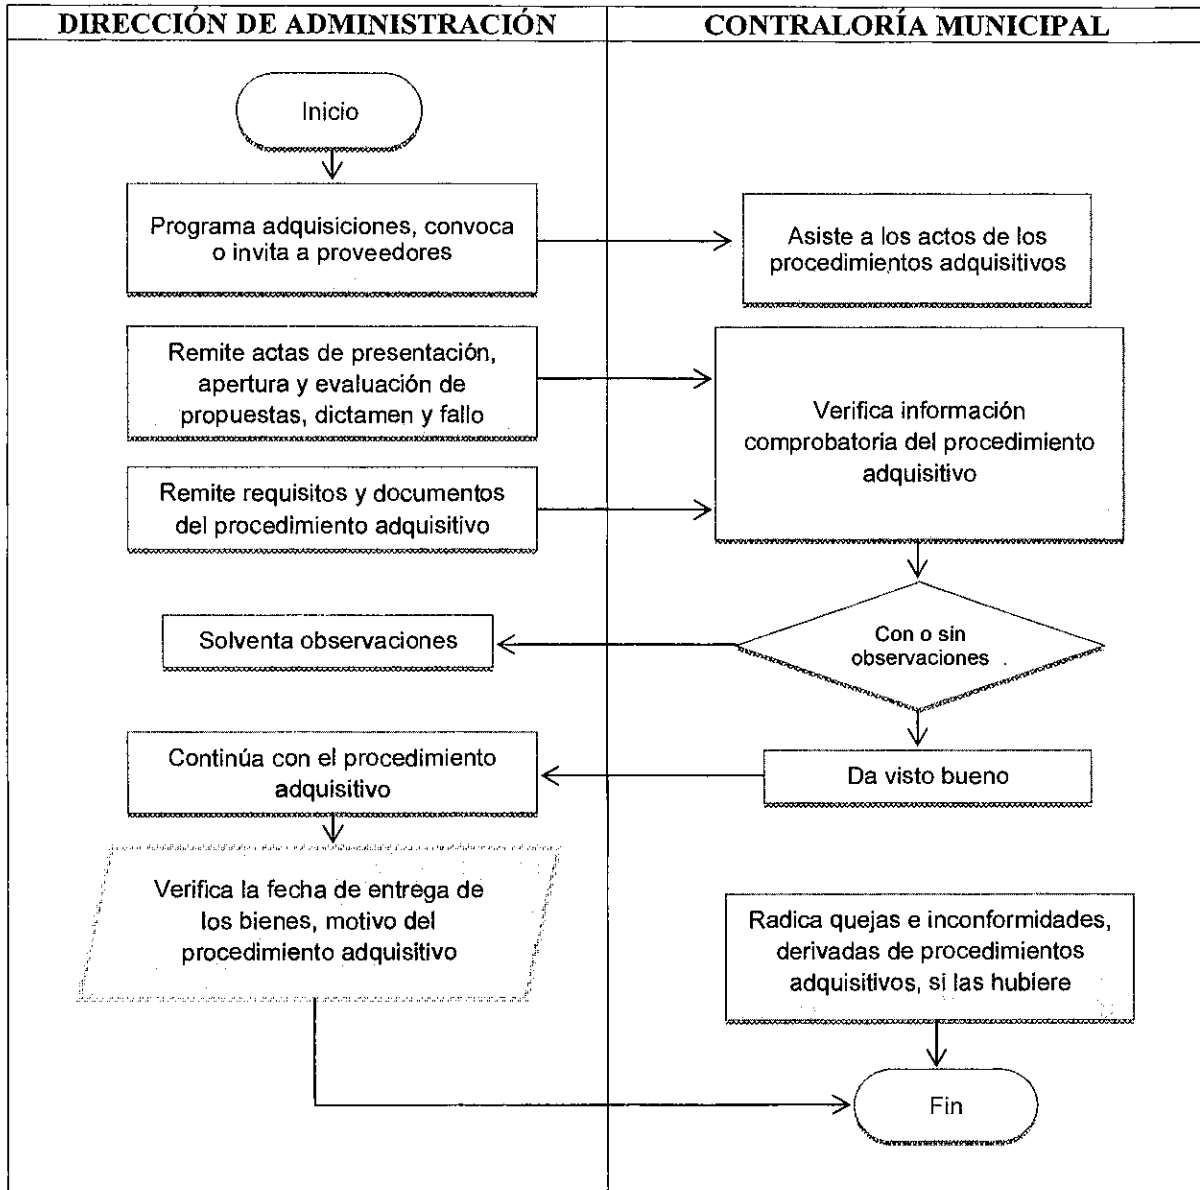 DIRECCIÓN DE ADMINISTRACIÓN
CONTRALORÍA MUNICIPAL
Inicio
Programa adquisiciones, convoca
o invita a proveedores
Asiste a los actos de los
procedimientos adquisitivos
Remite actas de presentación,
apertura y evaluación de
propuestas, dictamen y fallo
Verifica información
comprobatoria del procedimiento
adquisitivo
Remite requisitos y documentos
del procedimiento adquisitivo
Con o sin
observaciones
Solventa observaciones
Da visto bueno
Continúa con el procedimiento
adquisitivo
Verifica la fecha de entrega de
los bienes, motivo del
procedimiento adquisitivo
Radica quejas e inconformidades,
derivadas de procedimientos
adquisitivos, si las hubiere
Fin